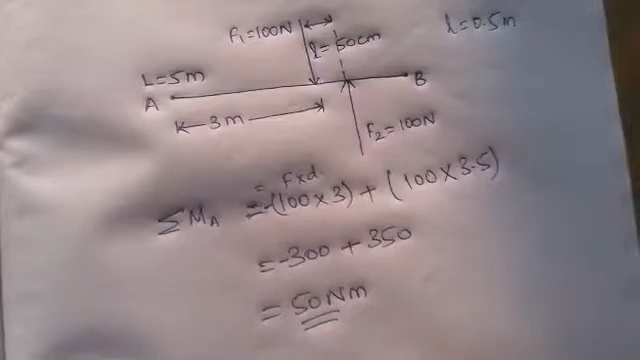 F₁=100N
l=50cm
l=0.5m
L=5m
A
B
3m
F₂=100N
= F×d
ΣMA = -(100×3) + (100×3.5)
= -300 + 350
= 50Nm